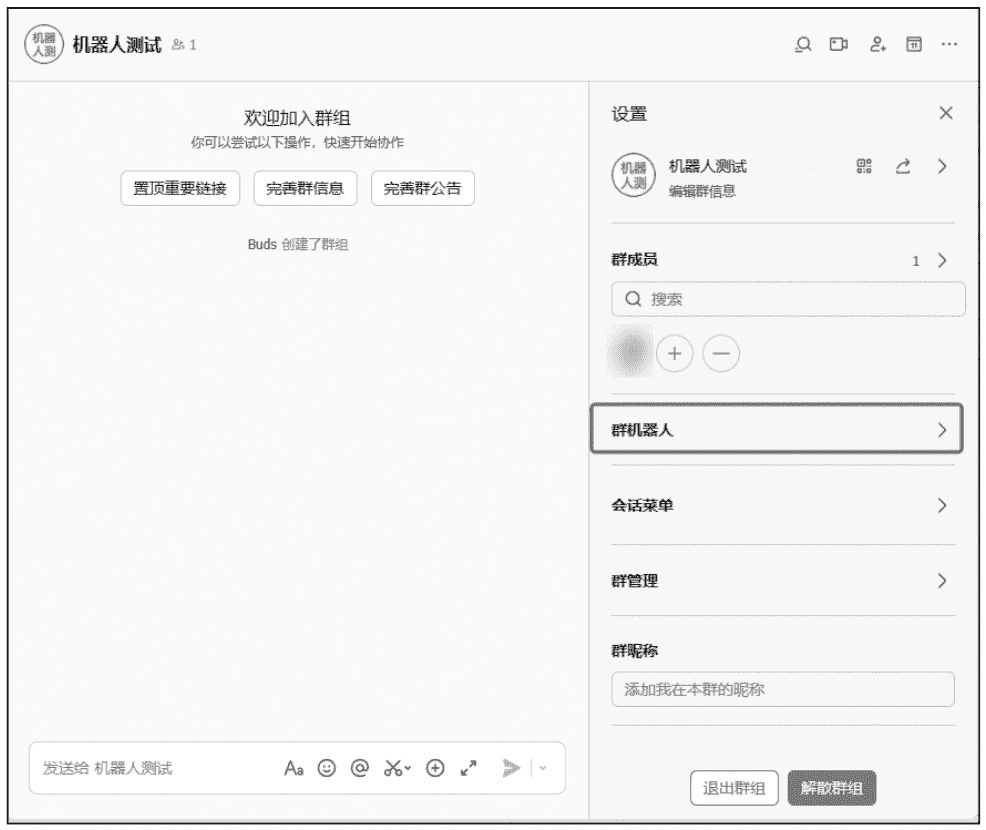 机器
人测
机器人测试 1
11
欢迎加入群组
你可以尝试以下操作，快速开始协作
置顶重要链接 完善群信息 完善群公告
Buds 创建了群组
发送给 机器人测试 Aa @
设置
机器
人测
机器人测试
编辑群信息
群成员 1
搜索
群机器人
会话菜单
群管理
群昵称
添加我在本群的昵称
退出群组 解散群组